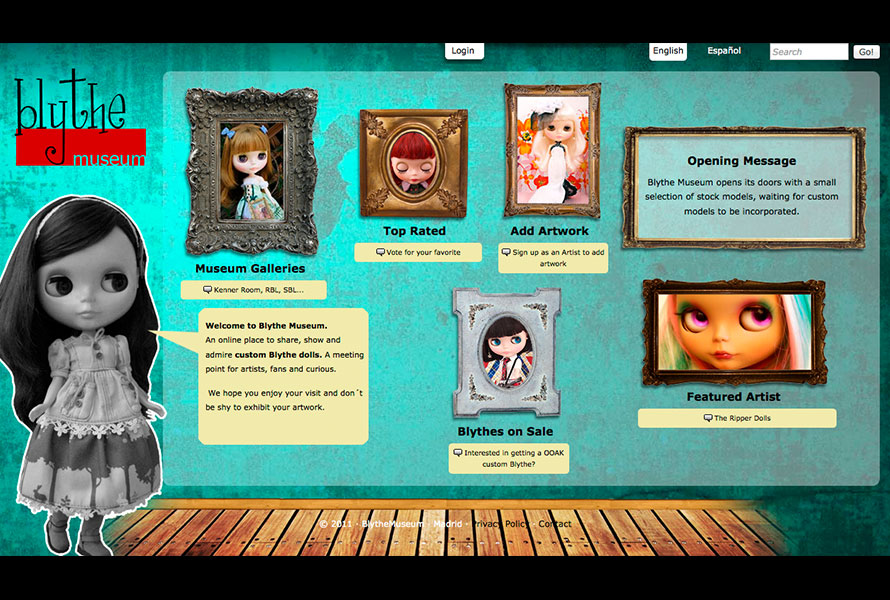 Login
English
Español
Search
Go!
blythe
museum
Museum Galleries
Kenner Room, RBL, SBL...
Top Rated
Vote for your favorite
Add Artwork
Sign up as an Artist to add
artwork
Opening Message
Blythe Museum opens its doors with a small
selection of stock models, waiting for custom
models to be incorporated.
Welcome to Blythe Museum.
An online place to share, show and
admire custom Blythe dolls. A meeting
point for artists, fans and curious.
We hope you enjoy your visit and don´t
be shy to exhibit your artwork.
Blythes on Sale
Interested in getting a OOAK
custom Blythe?
Featured Artist
The Ripper Dolls
© 2011 · BlytheMuseum · Madrid · Privacy Policy · Contact